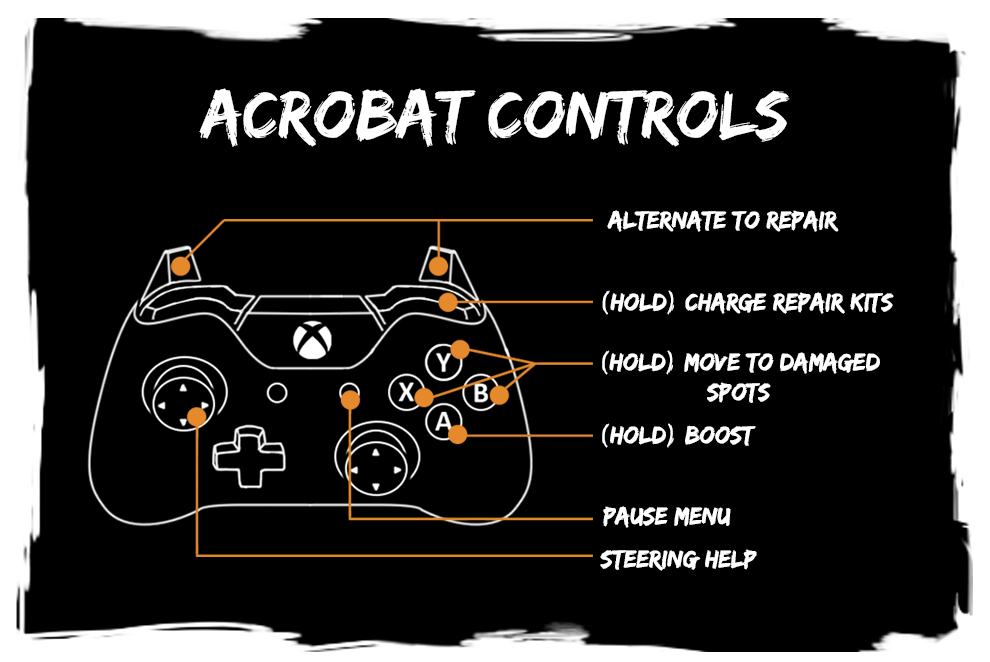 ACROBAT CONTROLS
ALTERNATE TO REPAIR
(HOLD) CHARGE REPAIR KITS
(HOLD) MOVE TO DAMAGED
SPOTS
Y
X
B
A
(HOLD) BOOST
PAUSE MENU
STEERING HELP